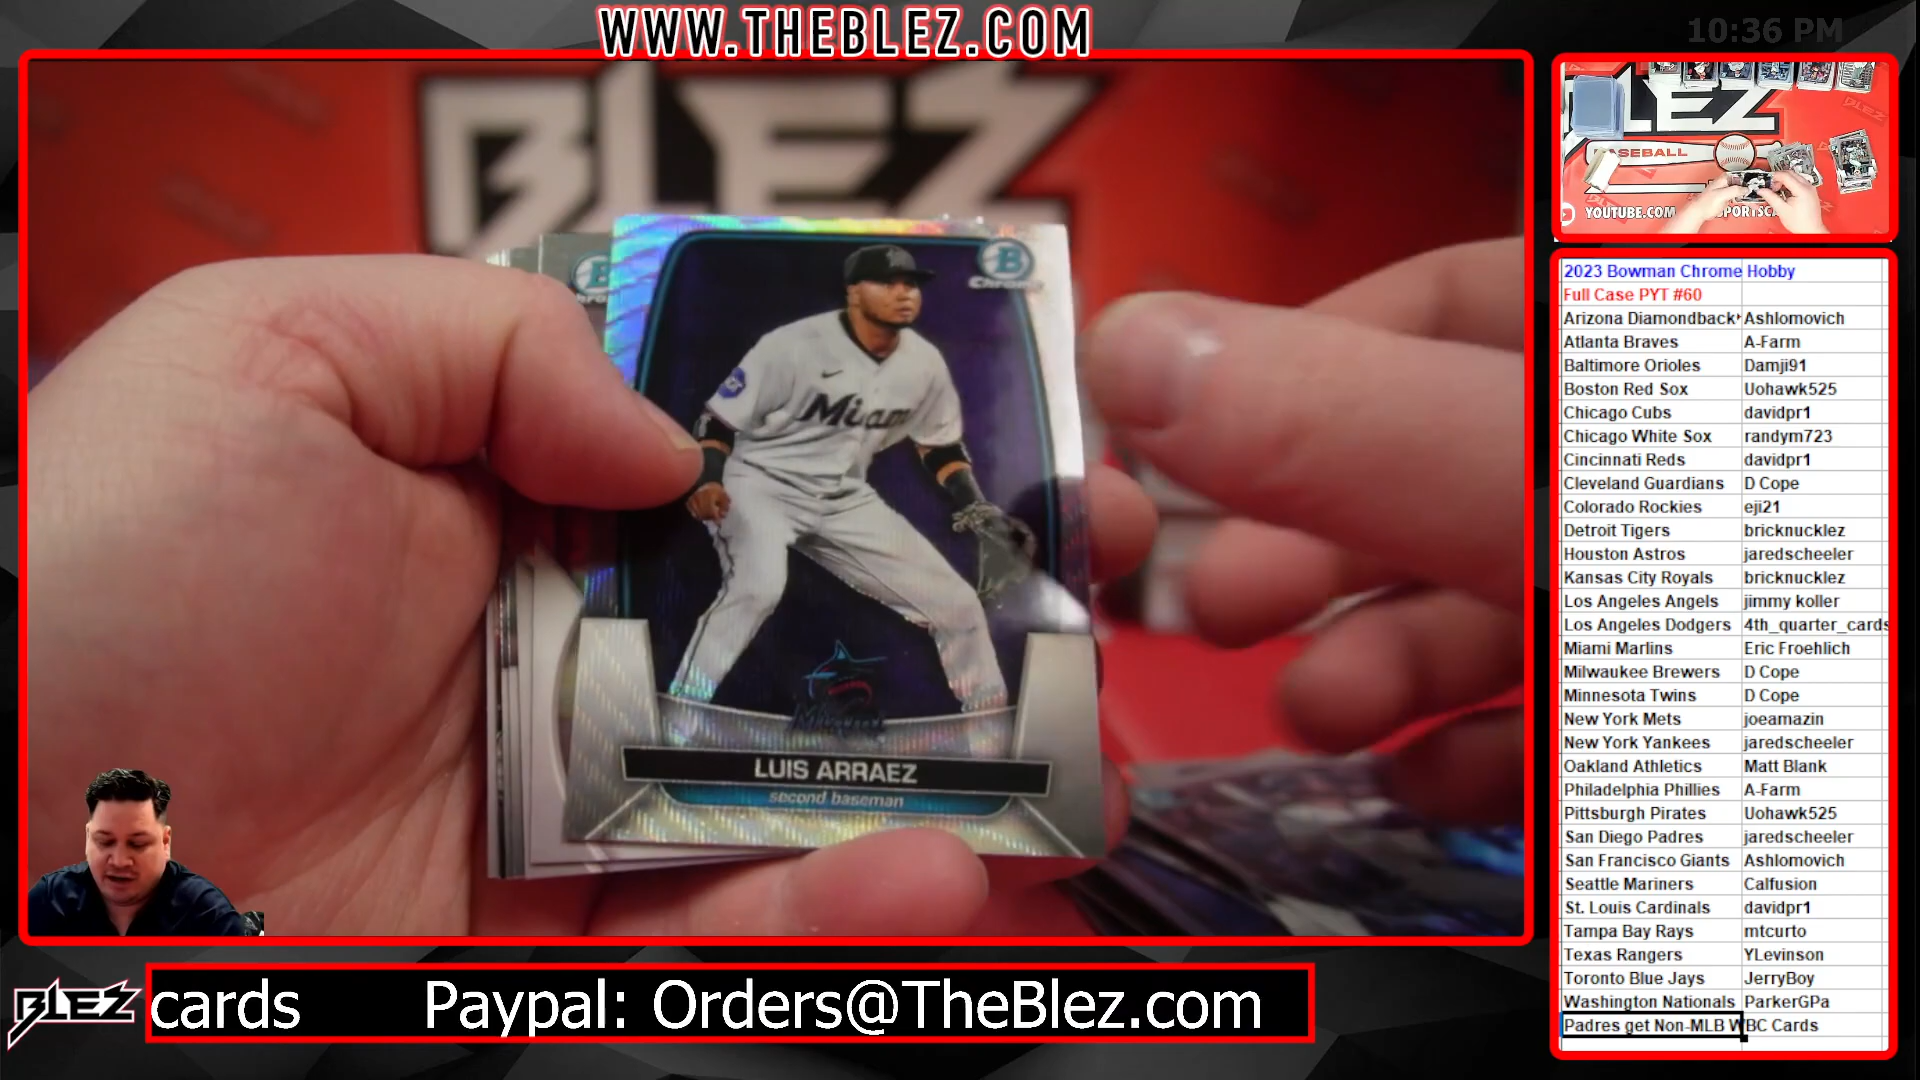 WWW.THEBLEZ.COM
10:36 PM
BLEZ
B
Chrome
Miami
LUIS ARRAEZ
second baseman
BLEZ
BASEBALL
YOUTUBE.COM
2023 Bowman Chrome Hobby
Full Case PYT #60
Arizona Diamondback Ashlomovich
Atlanta Braves A-Farm
Baltimore Orioles Damji91
Boston Red Sox Uohawk525
Chicago Cubs davidpr1
Chicago White Sox randym723
Cincinnati Reds davidpr1
Cleveland Guardians D Cope
Colorado Rockies eji21
Detroit Tigers bricknucklez
Houston Astros jaredscheeler
Kansas City Royals bricknucklez
Los Angeles Angels jimmy koller
Los Angeles Dodgers 4th_quarter_cards
Miami Marlins Eric Froehlich
Milwaukee Brewers D Cope
Minnesota Twins D Cope
New York Mets joeamazin
New York Yankees jaredscheeler
Oakland Athletics Matt Blank
Philadelphia Phillies A-Farm
Pittsburgh Pirates Uohawk525
San Diego Padres jaredscheeler
San Francisco Giants Ashlomovich
Seattle Mariners Calfusion
St. Louis Cardinals davidpr1
Tampa Bay Rays mtcurto
Texas Rangers YLevinson
Toronto Blue Jays JerryBoy
Washington Nationals ParkerGPa
Padres get Non-MLB WBC Cards
BLEZ
cards Paypal: Orders@TheBlez.com